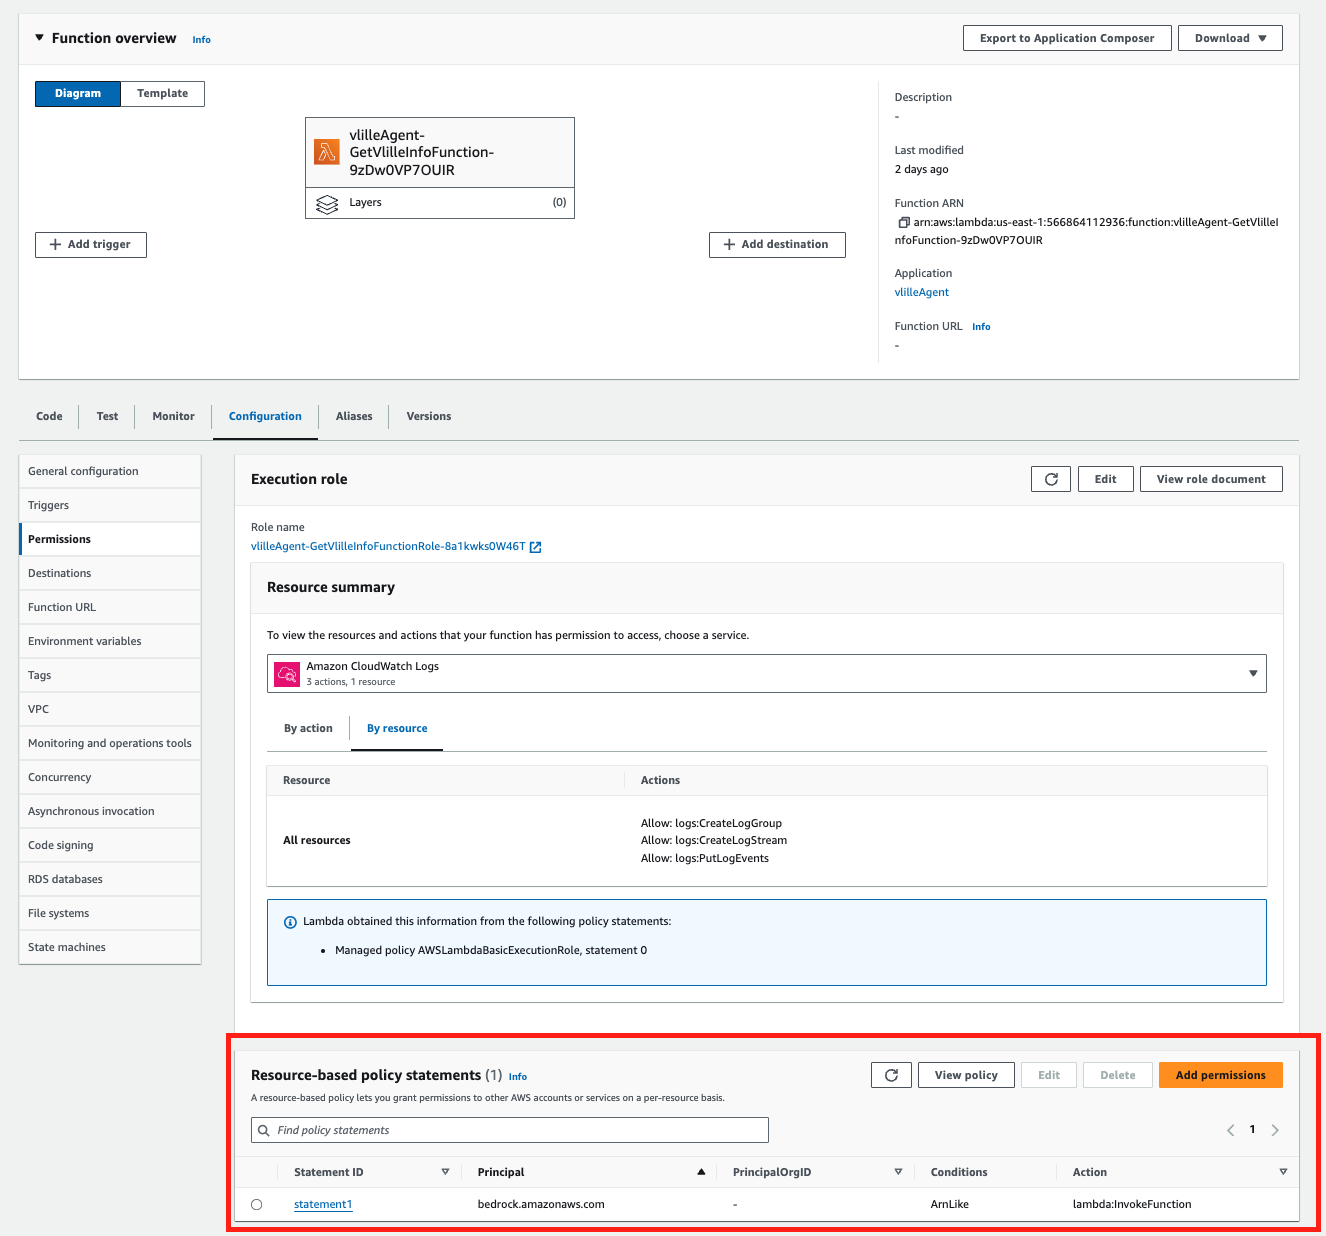 Function overview Info
Export to Application Composer
Download
Diagram
Template
vlilleAgent-
GetVlilleInfoFunction-
9zDw0VP7OUIR
Layers (0)
Add trigger
Add destination
Description
-
Last modified
2 days ago
Function ARN
arn:aws:lambda:us-east-1:566864112936:function:vlilleAgent-GetVlille
nfoFunction-9zDw0VP7OUIR
Application
vlilleAgent
Function URL Info
-
Code
Test
Monitor
Configuration
Aliases
Versions
General configuration
Triggers
Permissions
Destinations
Function URL
Environment variables
Tags
VPC
Monitoring and operations tools
Concurrency
Asynchronous invocation
Code signing
RDS databases
File systems
State machines
Execution role
Edit
View role document
Role name
vlilleAgent-GetVlilleInfoFunctionRole-8a1kwks0W46T
Resource summary
To view the resources and actions that your function has permission to access, choose a service.
Amazon CloudWatch Logs
3 actions, 1 resource
By action
By resource
Resource Actions
All resources
Allow: logs:CreateLogGroup
Allow: logs:CreateLogStream
Allow: logs:PutLogEvents
Lambda obtained this information from the following policy statements:
• Managed policy AWSLambdaBasicExecutionRole, statement 0
Resource-based policy statements (1) Info
View policy
Edit
Delete
Add permissions
A resource-based policy lets you grant permissions to other AWS accounts or services on a per-resource basis.
Find policy statements
1
Statement ID Principal PrincipalOrgID Conditions Action
statement1 bedrock.amazonaws.com - ArnLike lambda:InvokeFunction